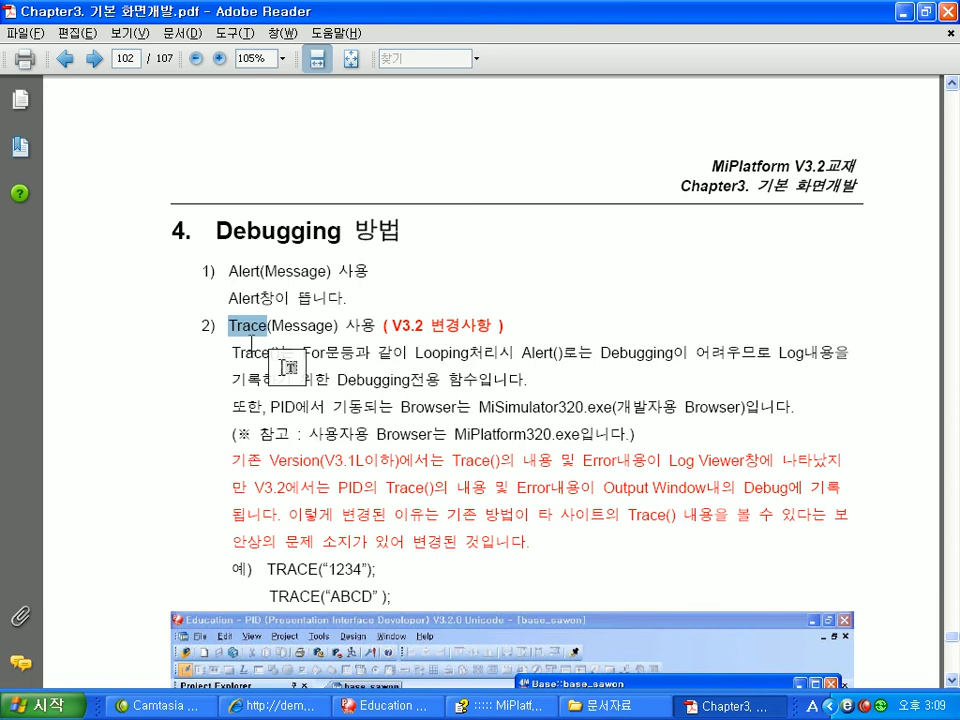 Chapter3. 기본 화면개발.pdf - Adobe Reader
파일(F) 편집(E) 보기(V) 문서(D) 도구(T) 창(W) 도움말(H)
102 / 107 105% 찾기
MiPlatform V3.2교재
Chapter3. 기본 화면개발
4. Debugging 방법
1) Alert(Message) 사용
Alert창이 뜹니다.
2) Trace(Message) 사용 ( V3.2 변경사항 )
Trace()는 For문등과 같이 Looping처리시 Alert()로는 Debugging이 어려우므로 Log내용을
기록하기 위한 Debugging전용 함수입니다.
또한, PID에서 기동되는 Browser는 MiSimulator320.exe(개발자용 Browser)입니다.
(※ 참고 : 사용자용 Browser는 MiPlatform320.exe입니다.)
기존 Version(V3.1L이하)에서는 Trace()의 내용 및 Error내용이 Log Viewer창에 나타났지
만 V3.2에서는 PID의 Trace()의 내용 및 Error내용이 Output Window내의 Debug에 기록
됩니다. 이렇게 변경된 이유는 기존 방법이 타 사이트의 Trace() 내용을 볼 수 있다는 보
안상의 문제 소지가 있어 변경된 것입니다.
예) TRACE(“1234”);
TRACE(“ABCD” );
Education - PID (Presentation Interface Developer) V3.2.0 Unicode - [base_sawon]
File Edit View Project Tools Design Window Help
Project Explorer base_sawon Base::base_sawon
시작 Camtasia ... http://dem... Education ... ::::: MiPlatf... 문서자료 Chapter3, ... A 오후 3:09